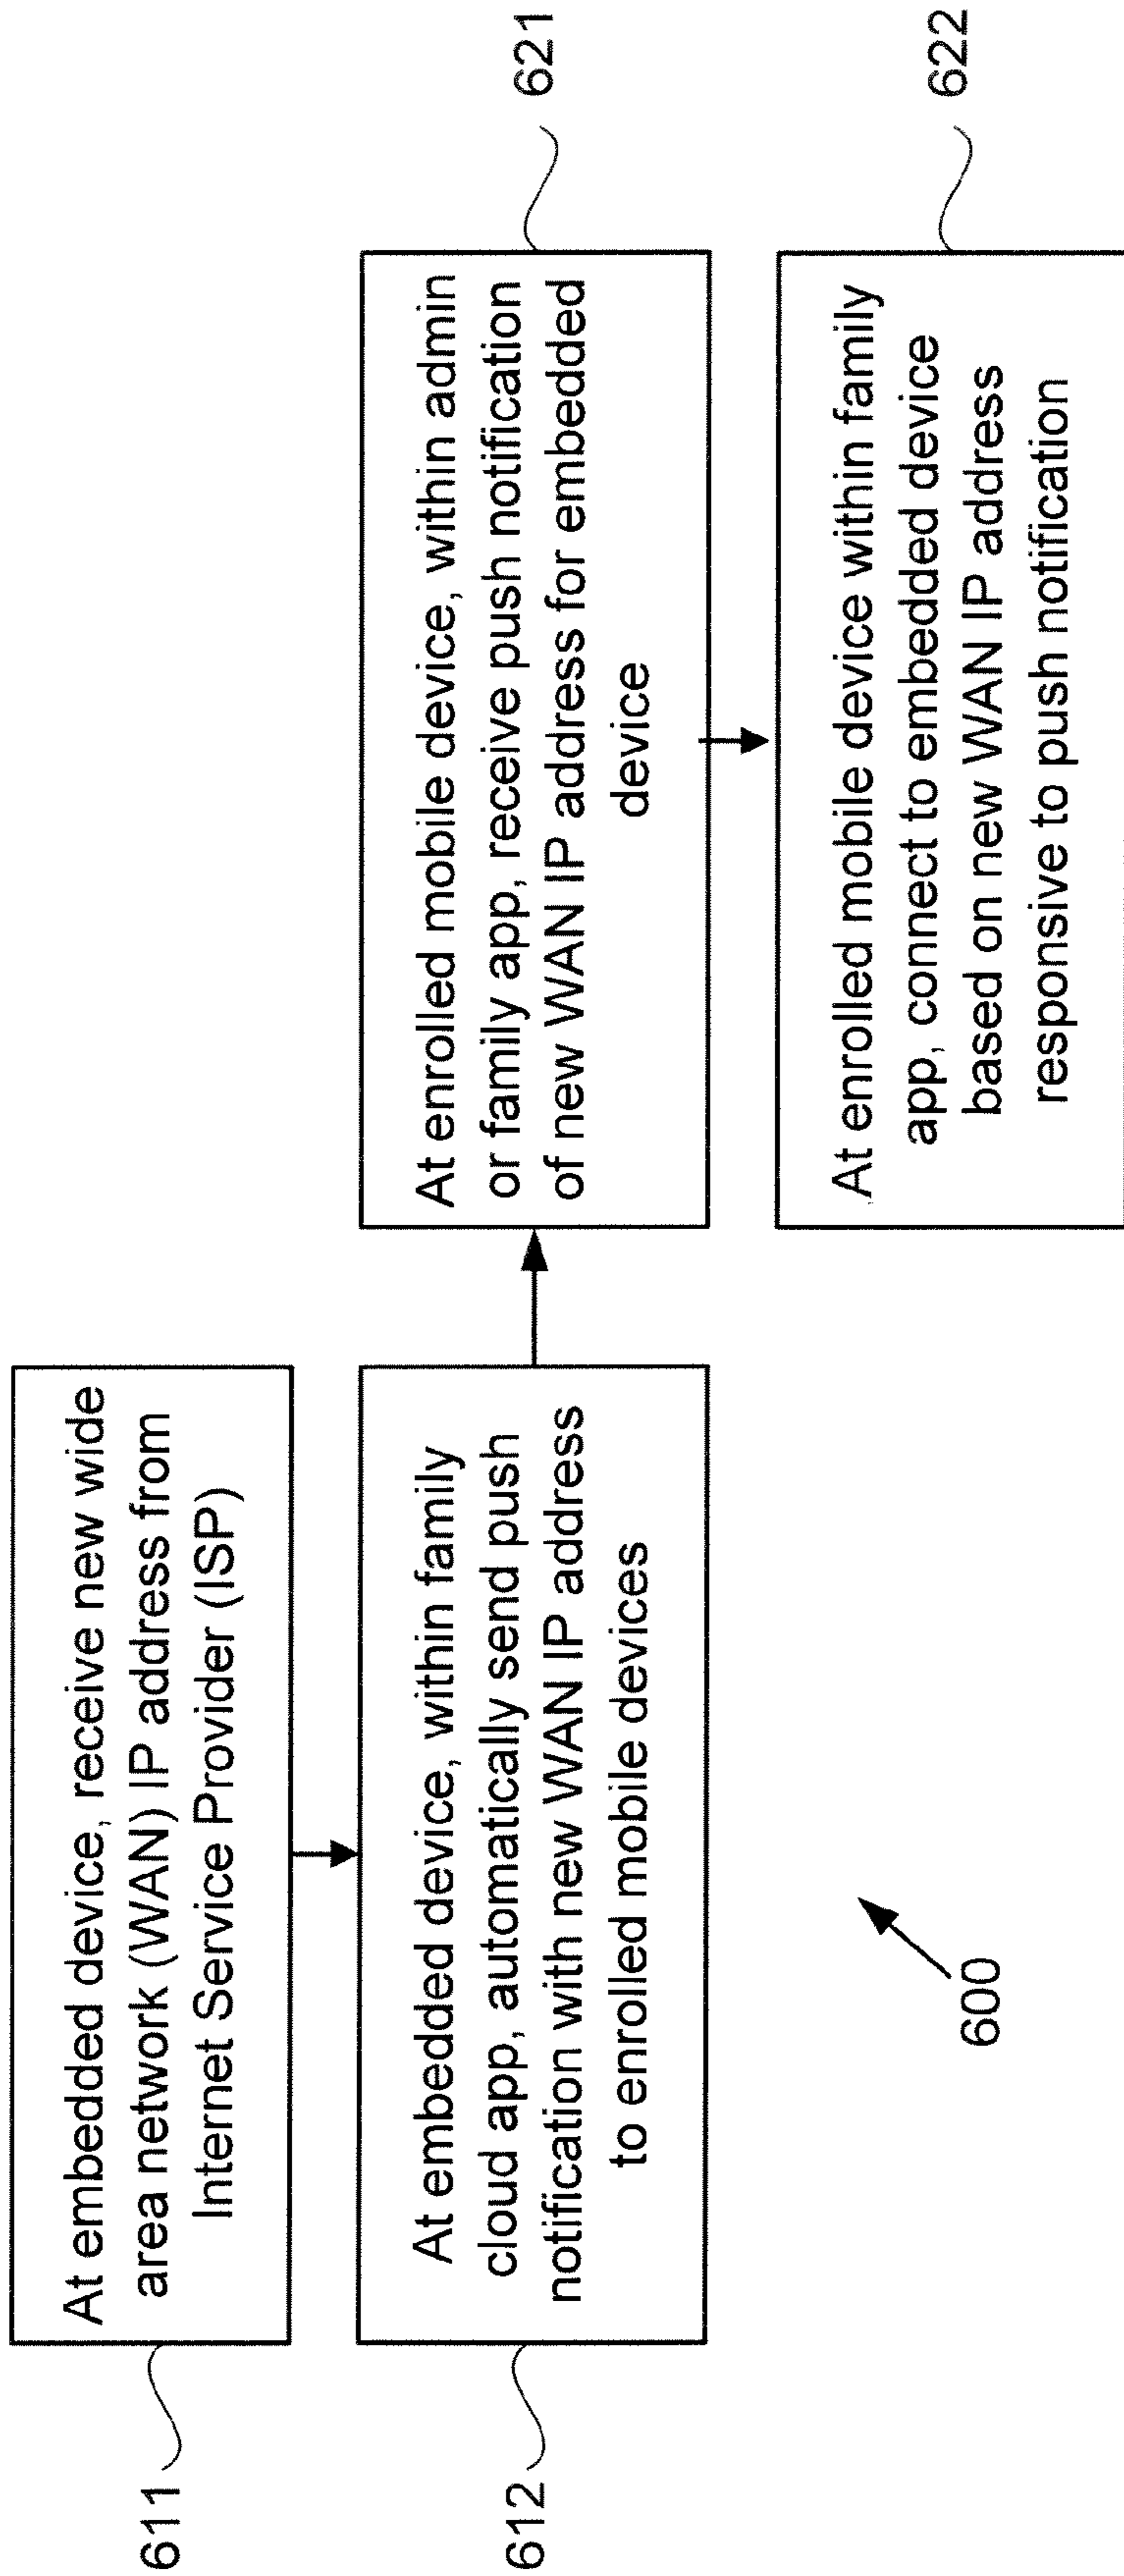 611
At embedded device, receive new wide
area network (WAN) IP address from
Internet Service Provider (ISP)
612
At embedded device, within family
cloud app, automatically send push
notification with new WAN IP address
to enrolled mobile devices
At enrolled mobile device, within admin
or family app, receive push notification
of new WAN IP address for embedded
device
621
At enrolled mobile device within family
app, connect to embedded device
based on new WAN IP address
responsive to push notification
622
600